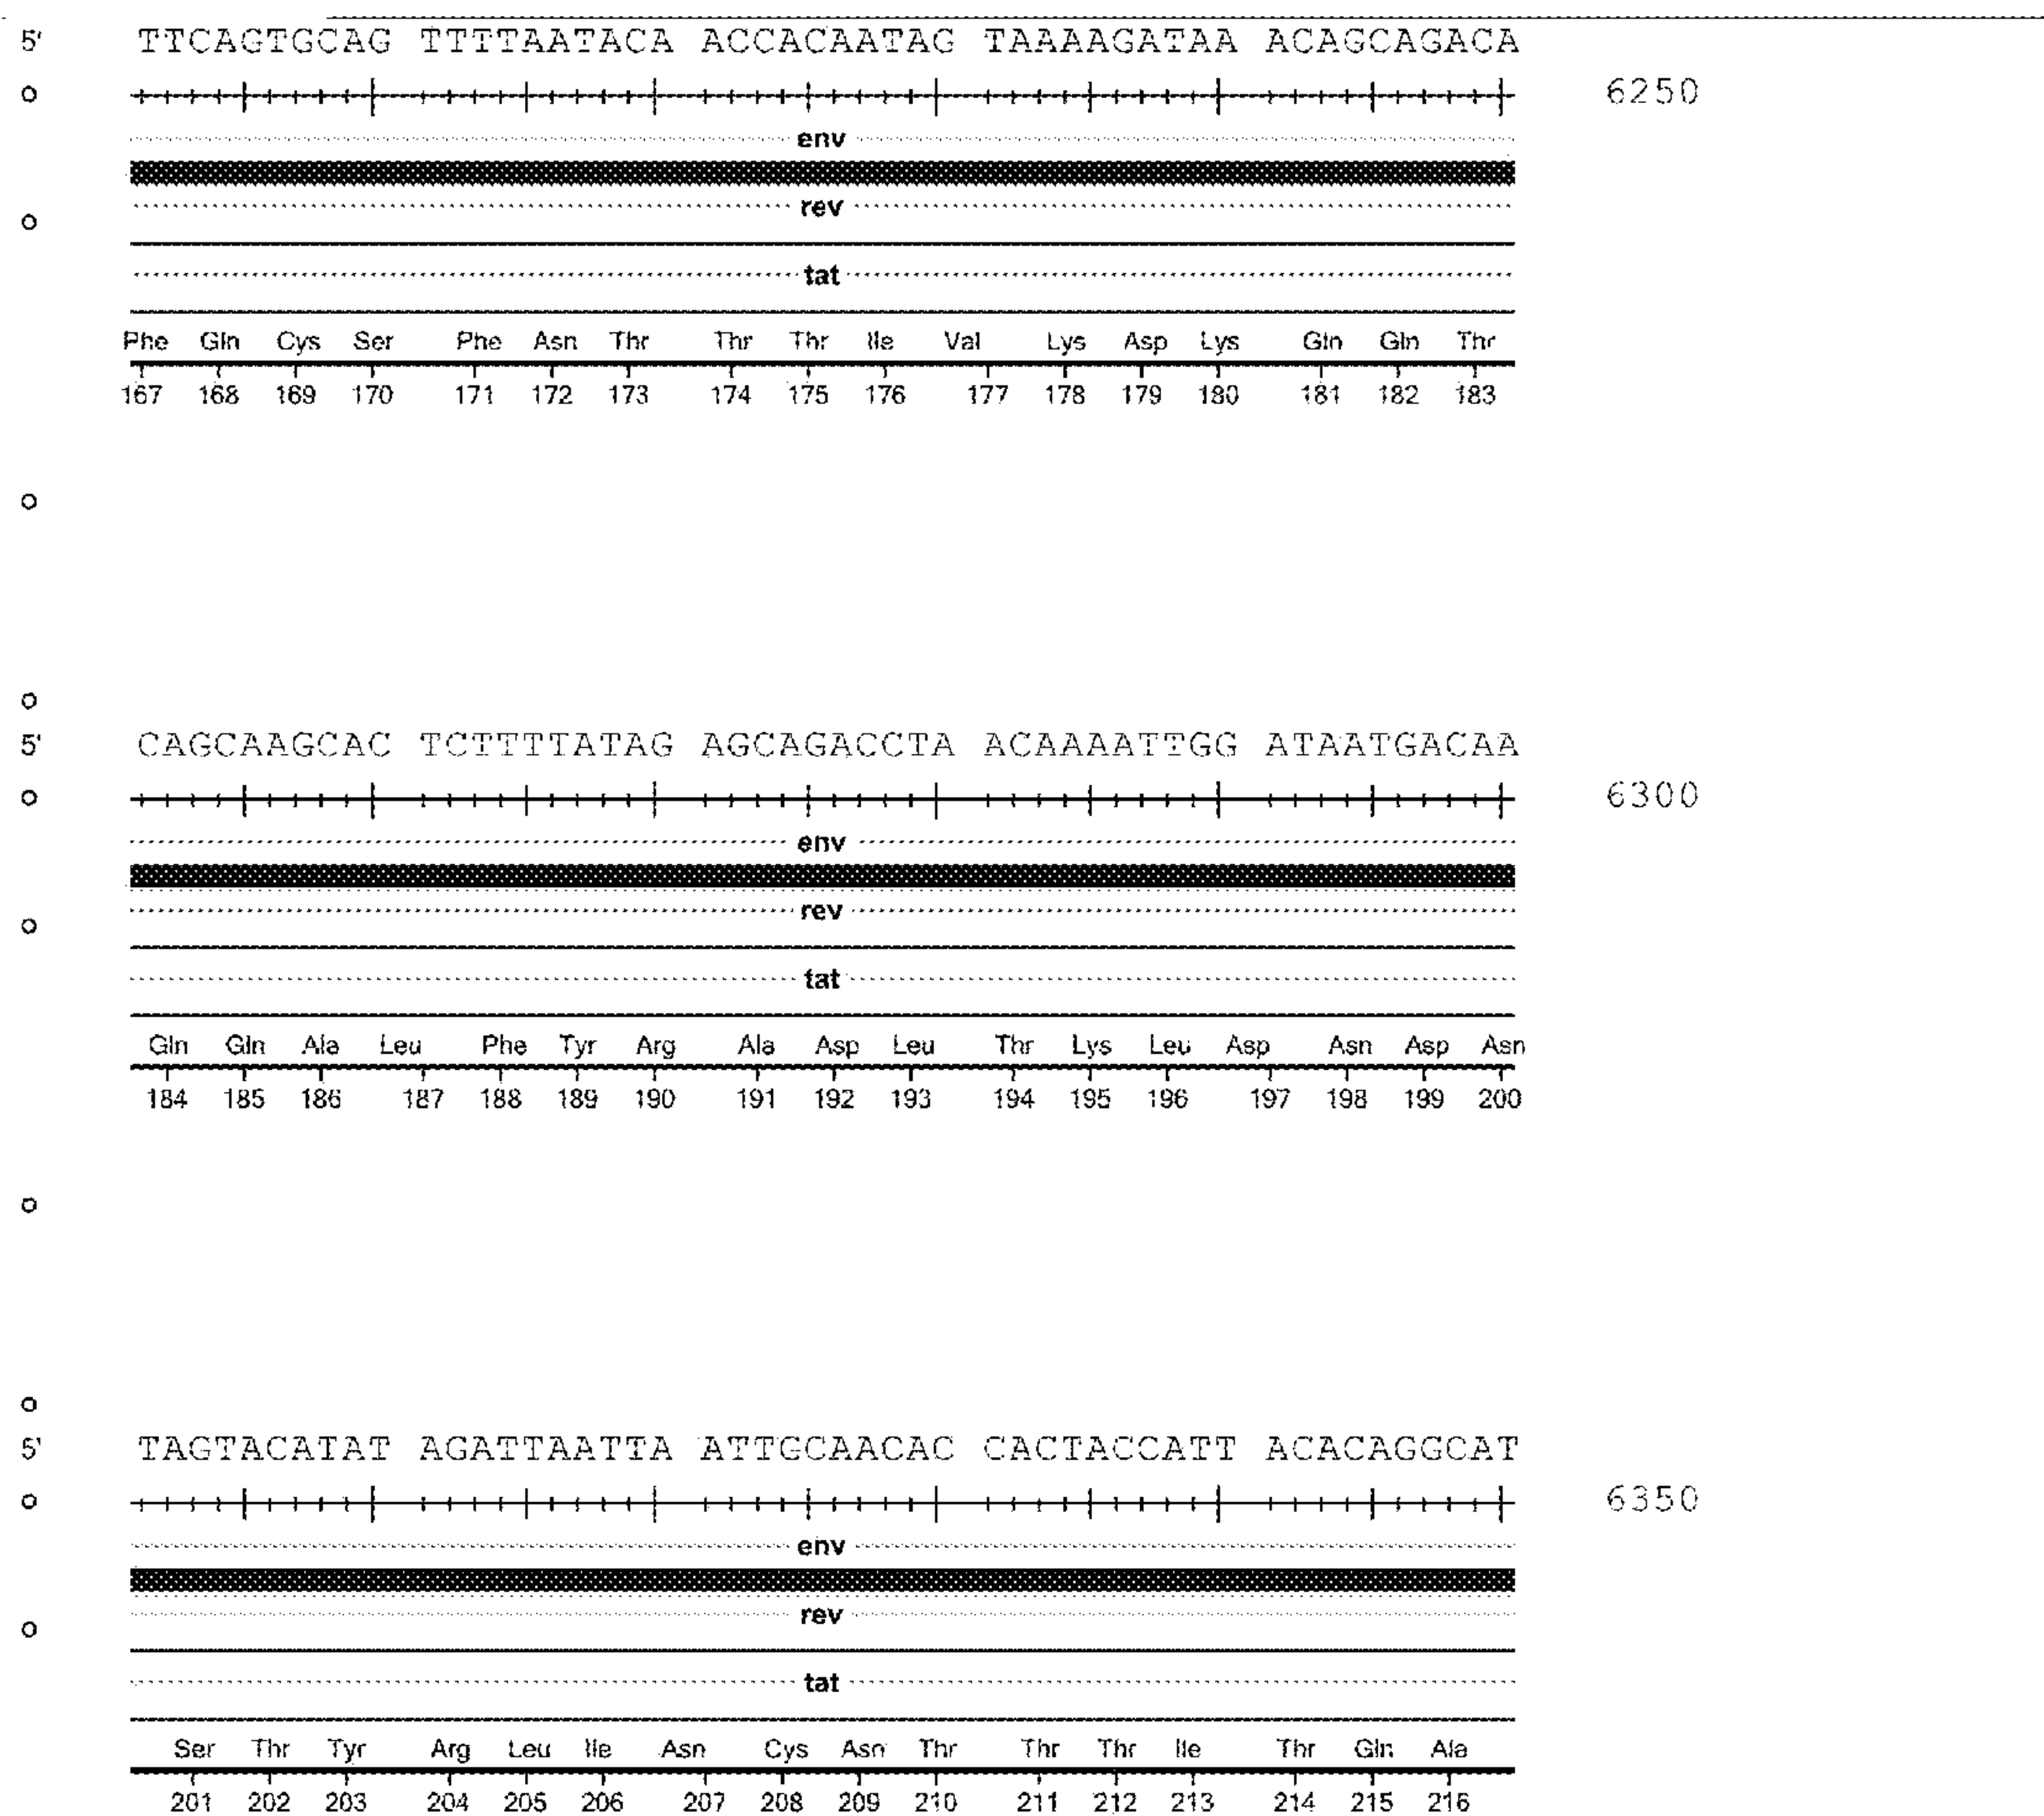 5' TTCAGTGCAG TTTTAATACA ACCACAATAG TAAAAGATAA ACAGCAGACA
6250
env
rev
tat
Phe Gln Cys Ser Phe Asn Thr Thr Thr Ile Val Lys Asp Lys Gln Gln Thr
167 168 169 170 171 172 173 174 175 176 177 178 179 180 181 182 183
5' CAGCAAGCAC TCTTTTATAG AGCAGACCTA ACAAAATTGG ATAATGACAA
6300
env
rev
tat
Gln Gln Ala Leu Phe Tyr Arg Ala Asp Leu Thr Lys Leu Asp Asn Asp Asn
184 185 186 187 188 189 190 191 192 193 194 195 196 197 198 199 200
5' TAGTACATAT AGATTAATTA ATTGCAACAC CACTACCATT ACACAGGCAT
6350
env
rev
tat
Ser Thr Tyr Arg Leu Ile Asn Cys Asn Thr Thr Thr Ile Thr Gln Ala
201 202 203 204 205 206 207 208 209 210 211 212 213 214 215 216